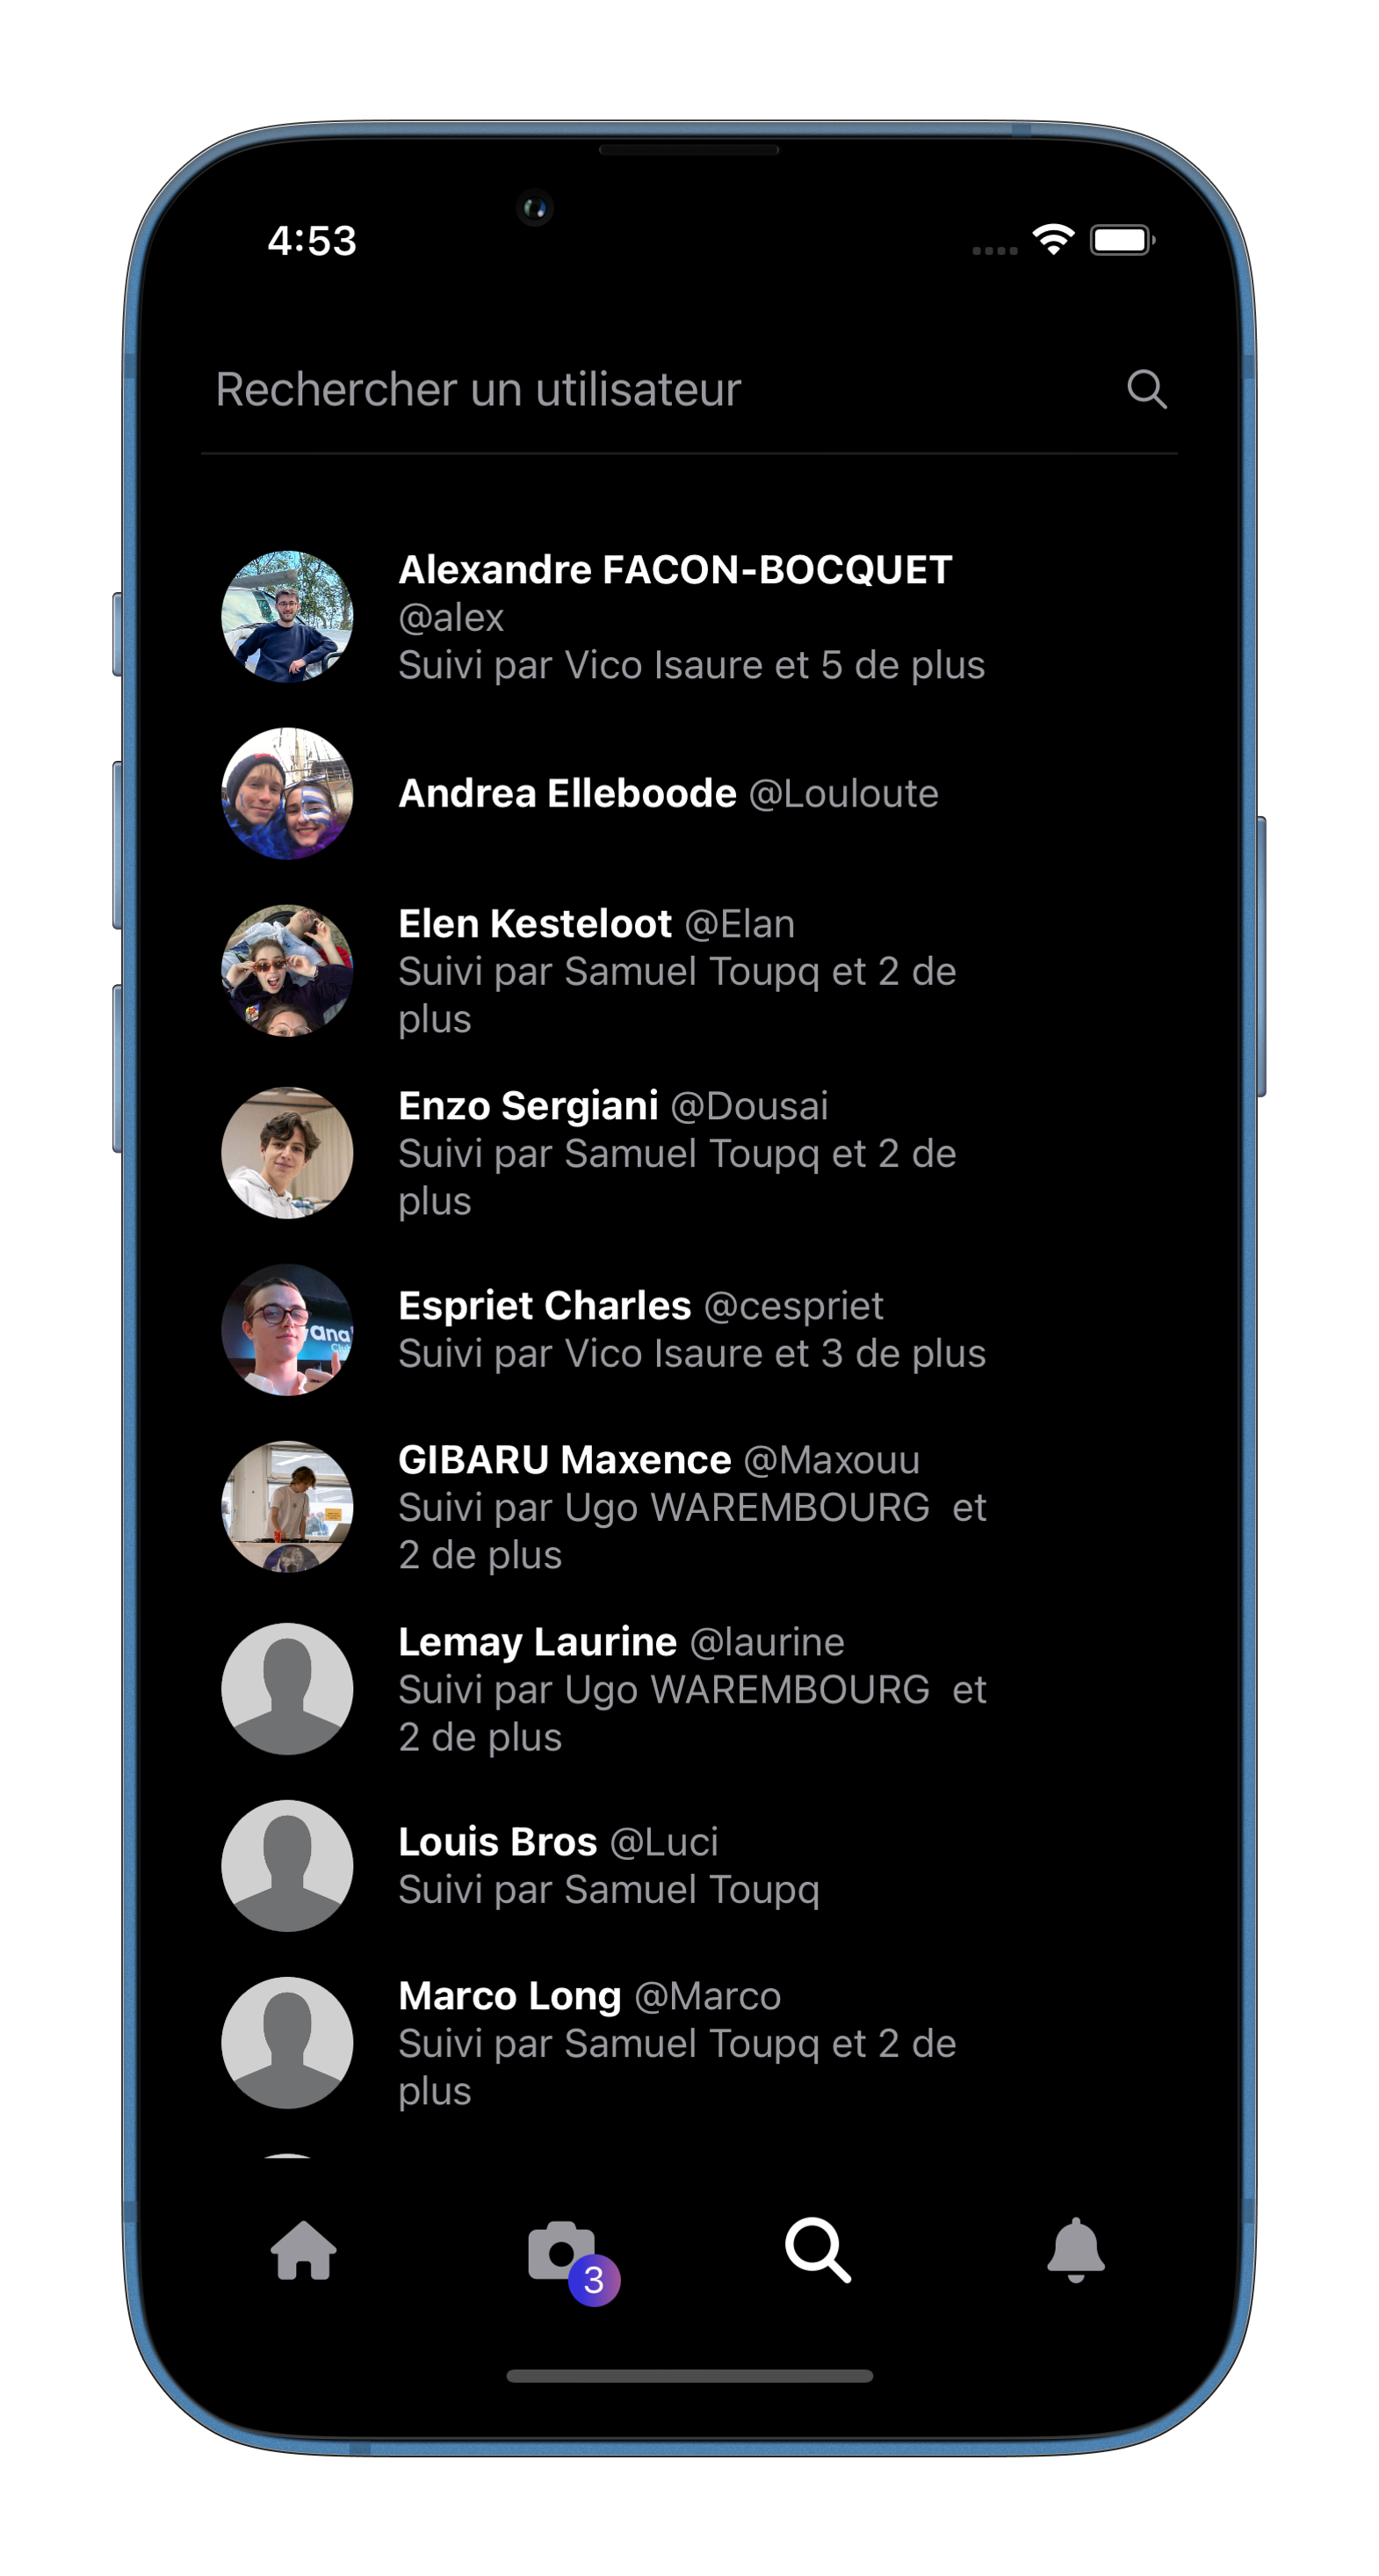 4:53
Rechercher un utilisateur
Alexandre FACON-BOCQUET
@alex
Suivi par Vico Isaure et 5 de plus
Andrea Elleboode @Louloute
Elen Kesteloot @Elan
Suivi par Samuel Toupq et 2 de
plus
Enzo Sergiani @Dousai
Suivi par Samuel Toupq et 2 de
plus
ana
Club
Espriet Charles @cespriet
Suivi par Vico Isaure et 3 de plus
GIBARU Maxence @Maxouu
Suivi par Ugo WAREMBOURG  et
2 de plus
Lemay Laurine @laurine
Suivi par Ugo WAREMBOURG  et
2 de plus
Louis Bros @Luci
Suivi par Samuel Toupq
Marco Long @Marco
Suivi par Samuel Toupq et 2 de
plus
3